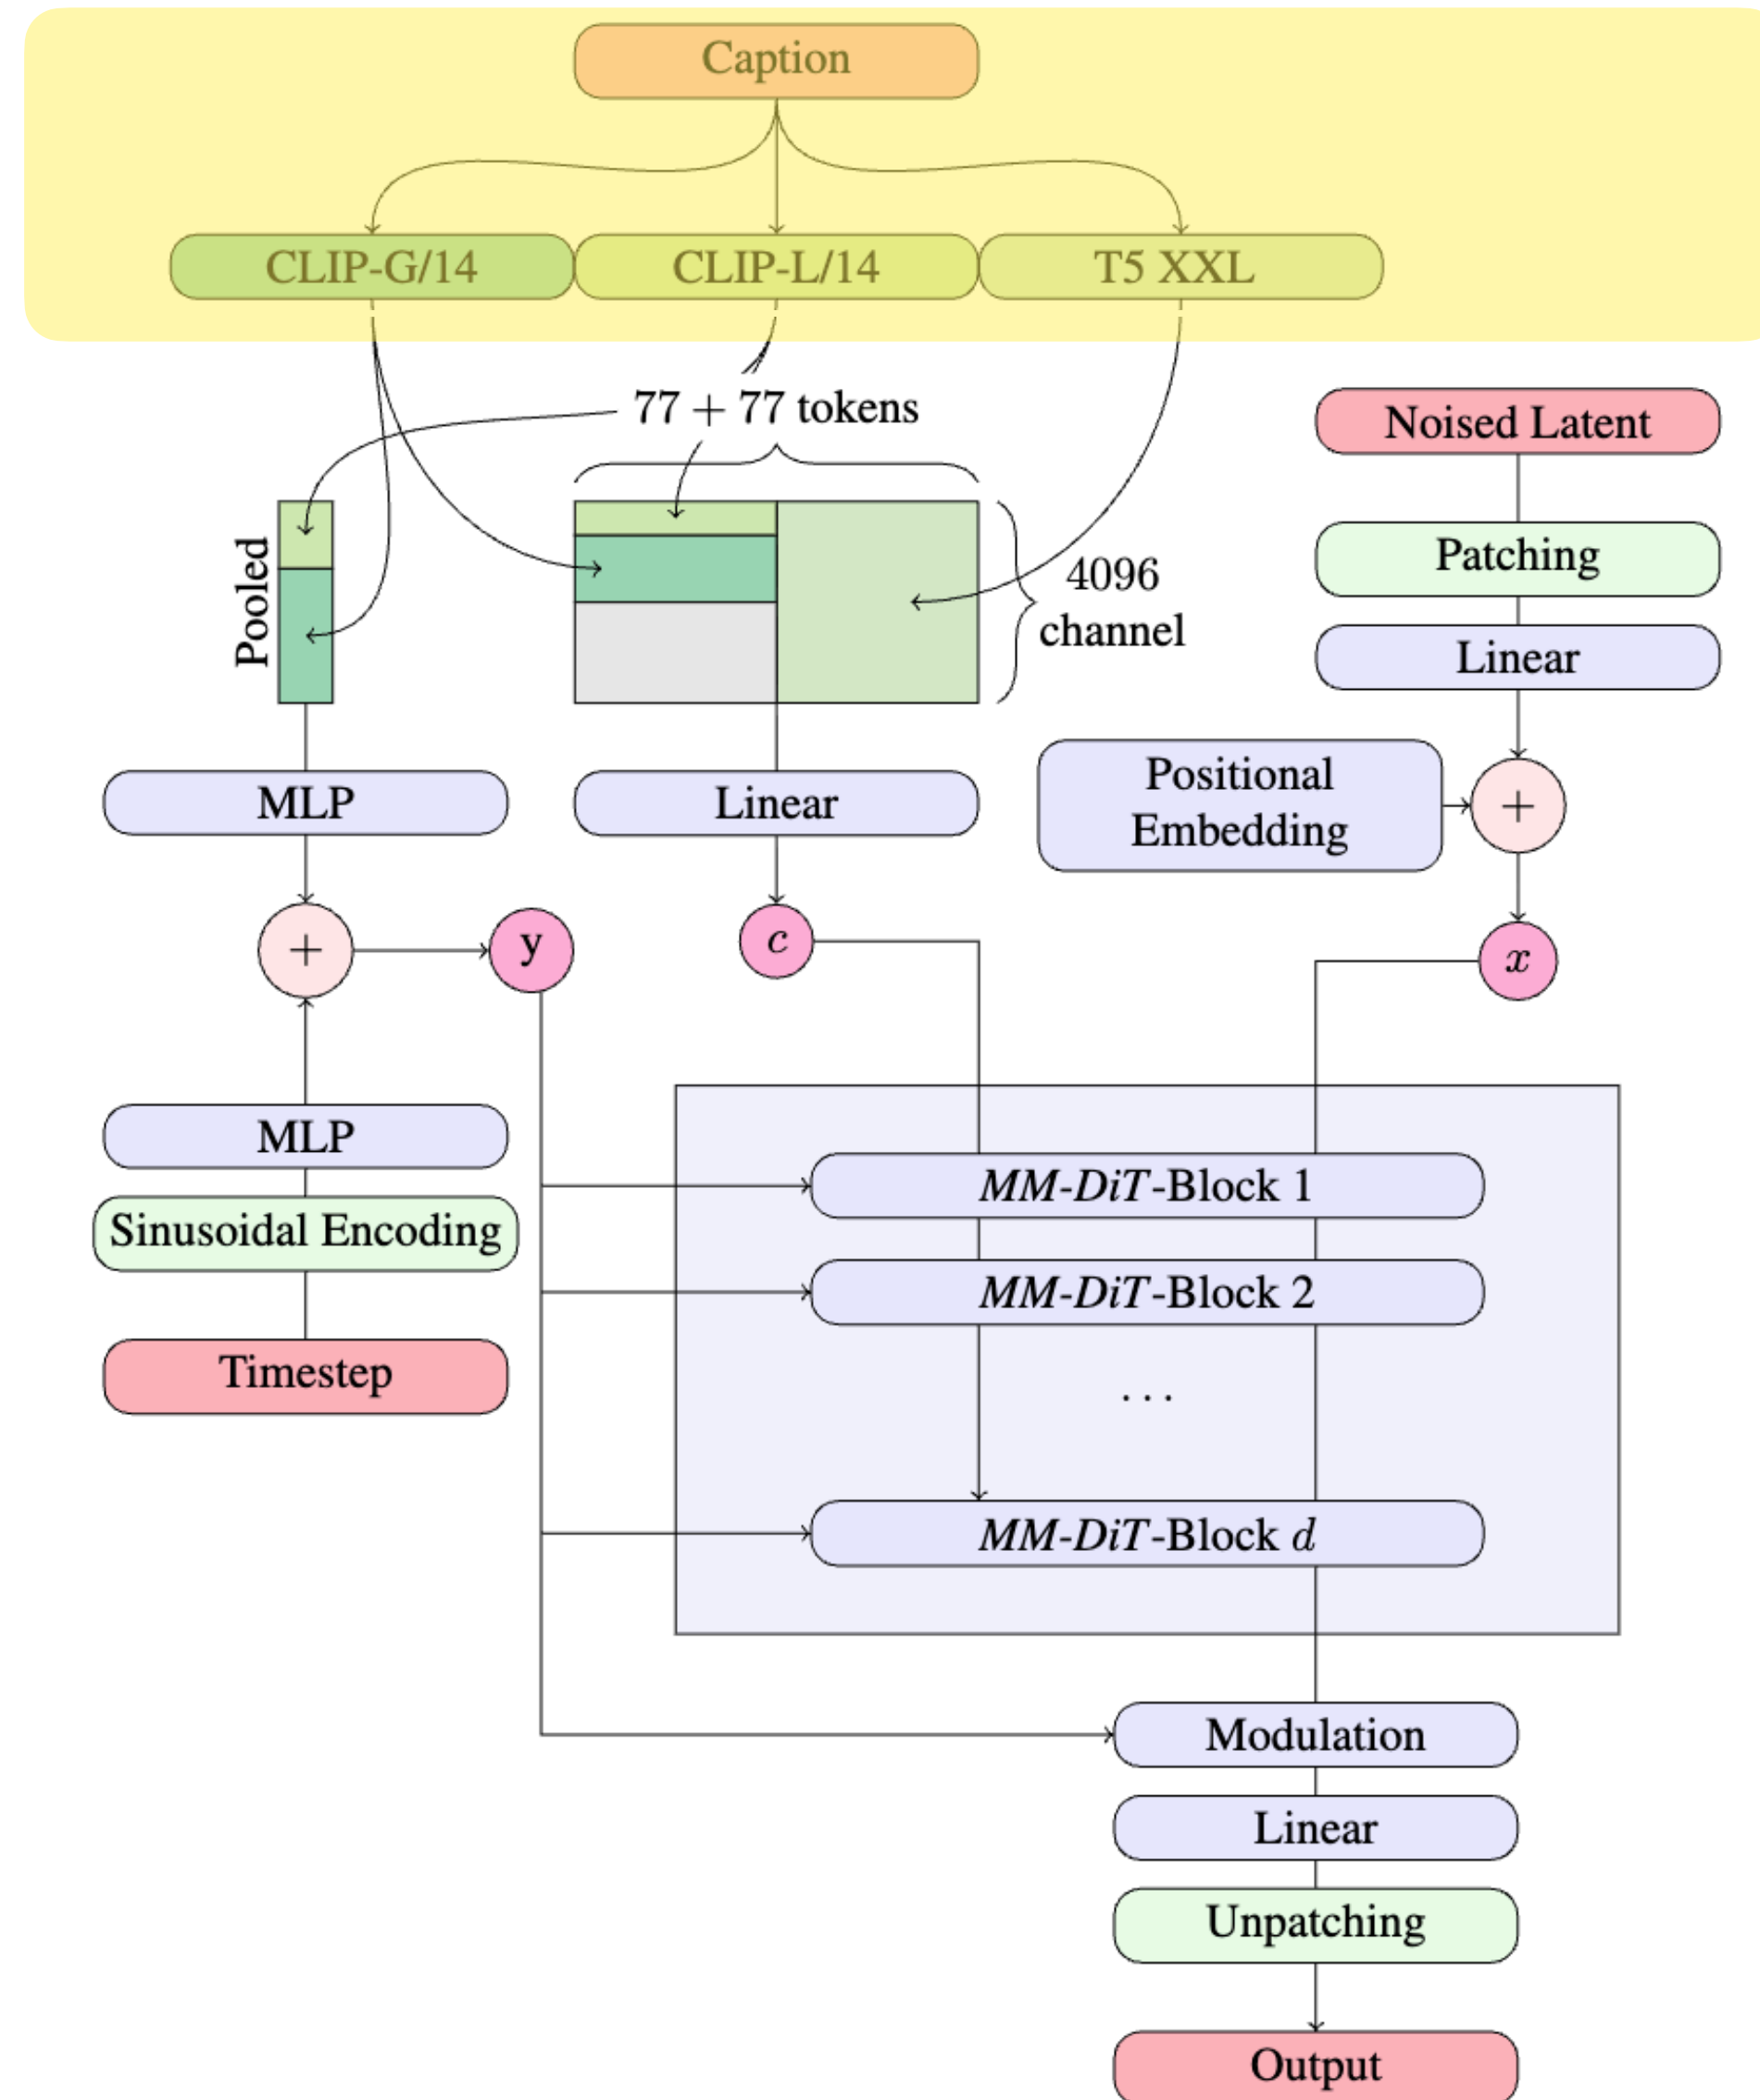 Caption
CLIP-G/14
CLIP-L/14
T5 XXL
77 + 77 tokens
Noised Latent
Patching
Linear
Pooled
4096
channel
MLP
Linear
Positional
Embedding
+
+
y
c
x
MLP
Sinusoidal Encoding
Timestep
MM-DiT-Block 1
MM-DiT-Block 2
. . .
MM-DiT-Block d
Modulation
Linear
Unpatching
Output